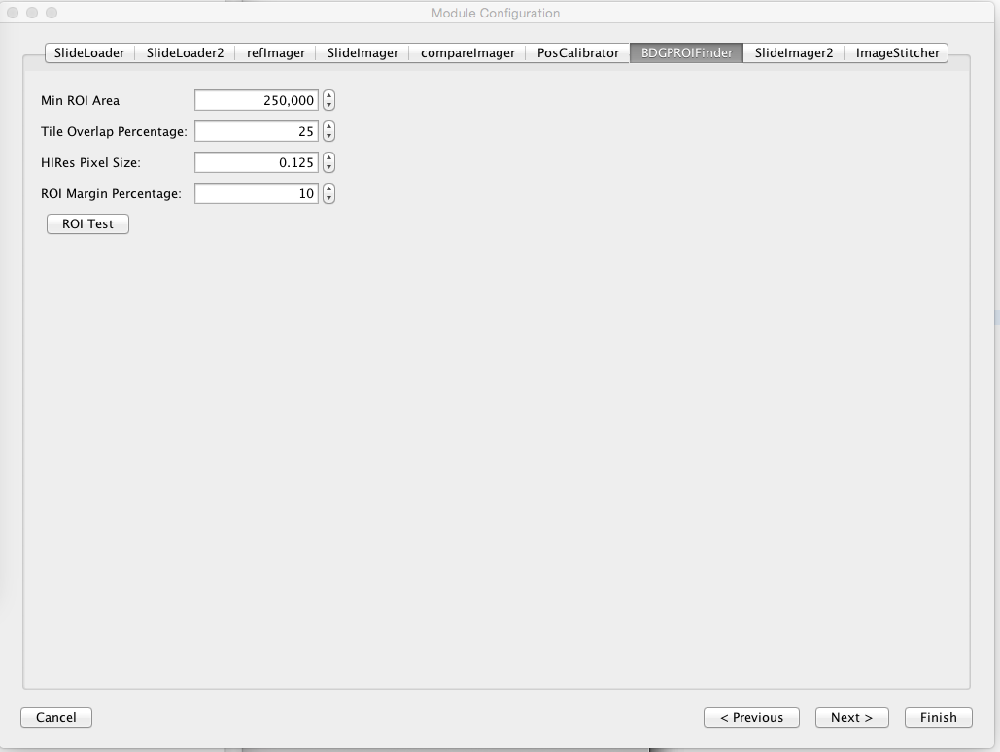 Module Configuration
SlideLoader SlideLoader2 refImager SlideImager compareImager PosCalibrator BDGPROIFinder SlideImager2 ImageStitcher
Min ROI Area 250,000
Tile Overlap Percentage: 25
HIRes Pixel Size: 0.125
ROI Margin Percentage: 10
ROI Test
Cancel < Previous Next > Finish